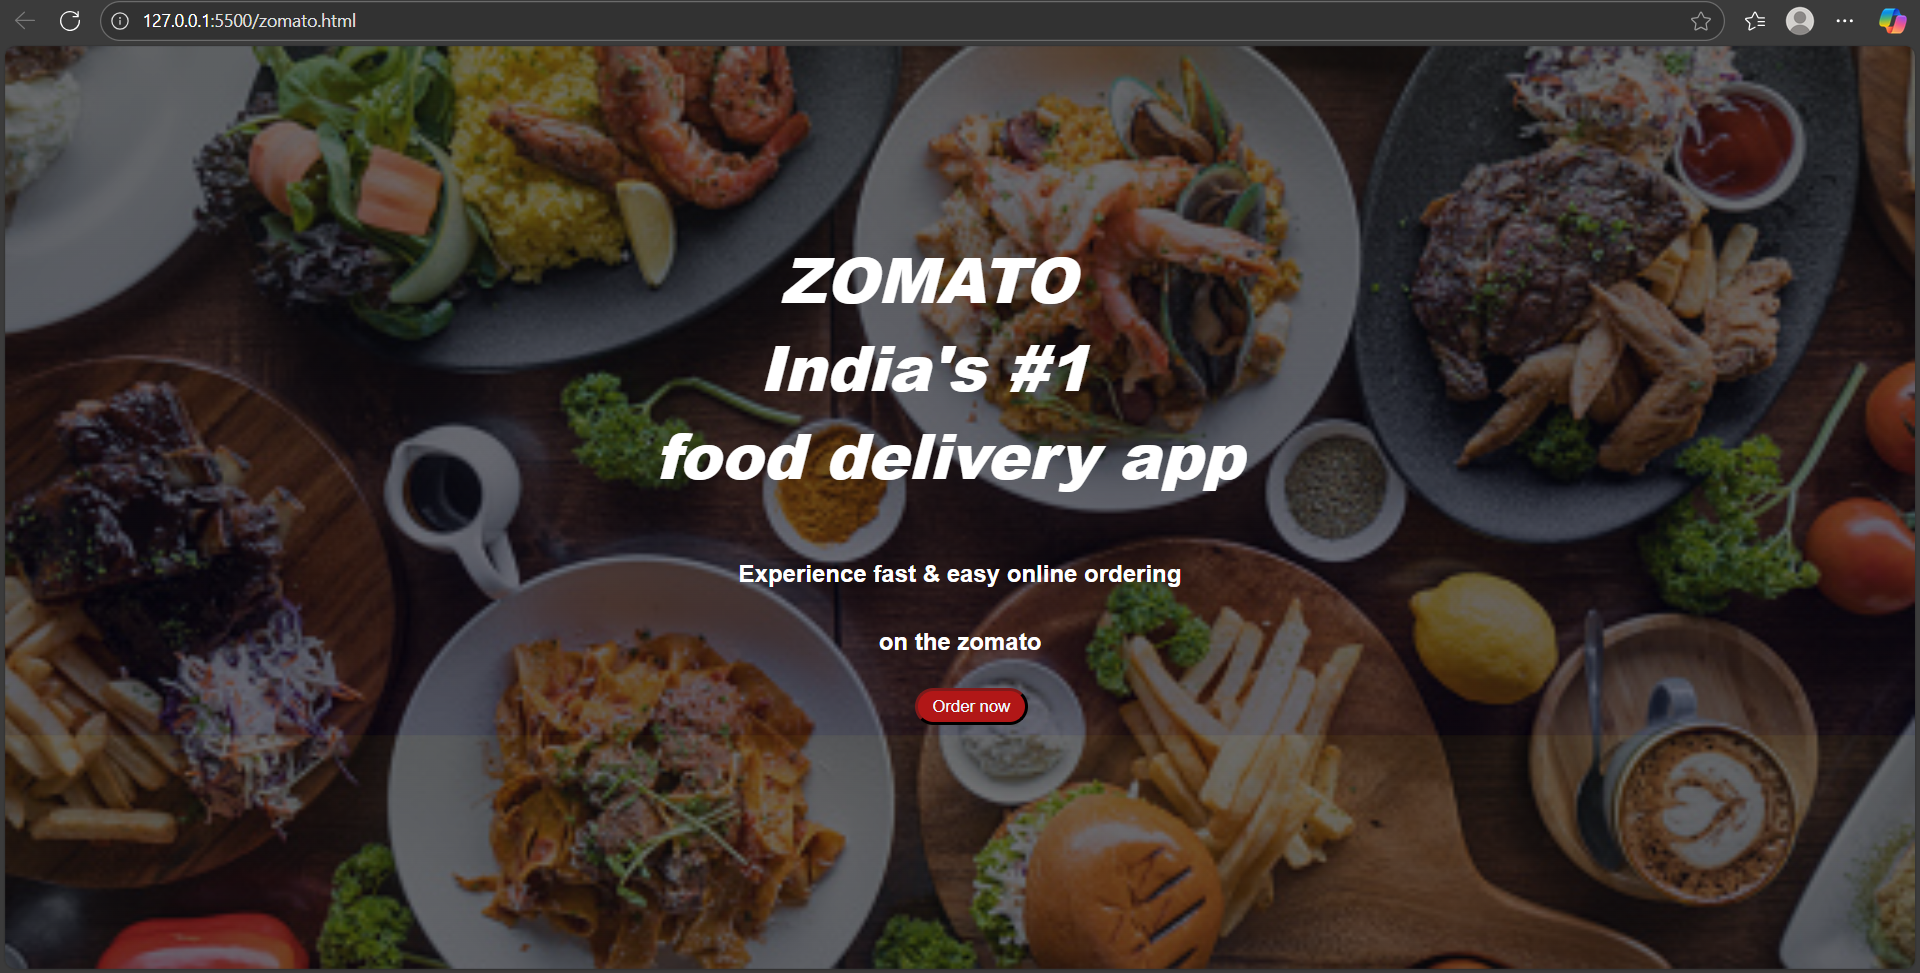 127.0.0.1:5500/zomato.html
ZOMATO
India's #1
food delivery app
Experience fast & easy online ordering
on the zomato
Order now